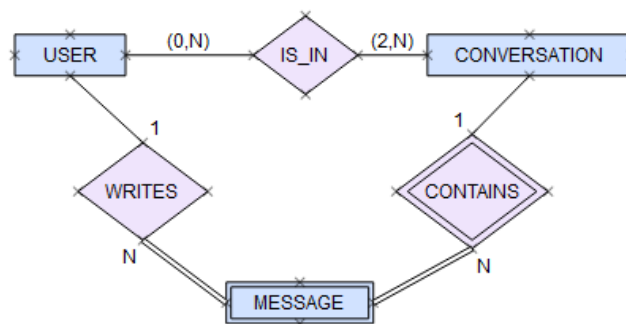 USER (0,N) IS_IN (2,N) CONVERSATION
1 1
WRITES CONTAINS
N N
MESSAGE